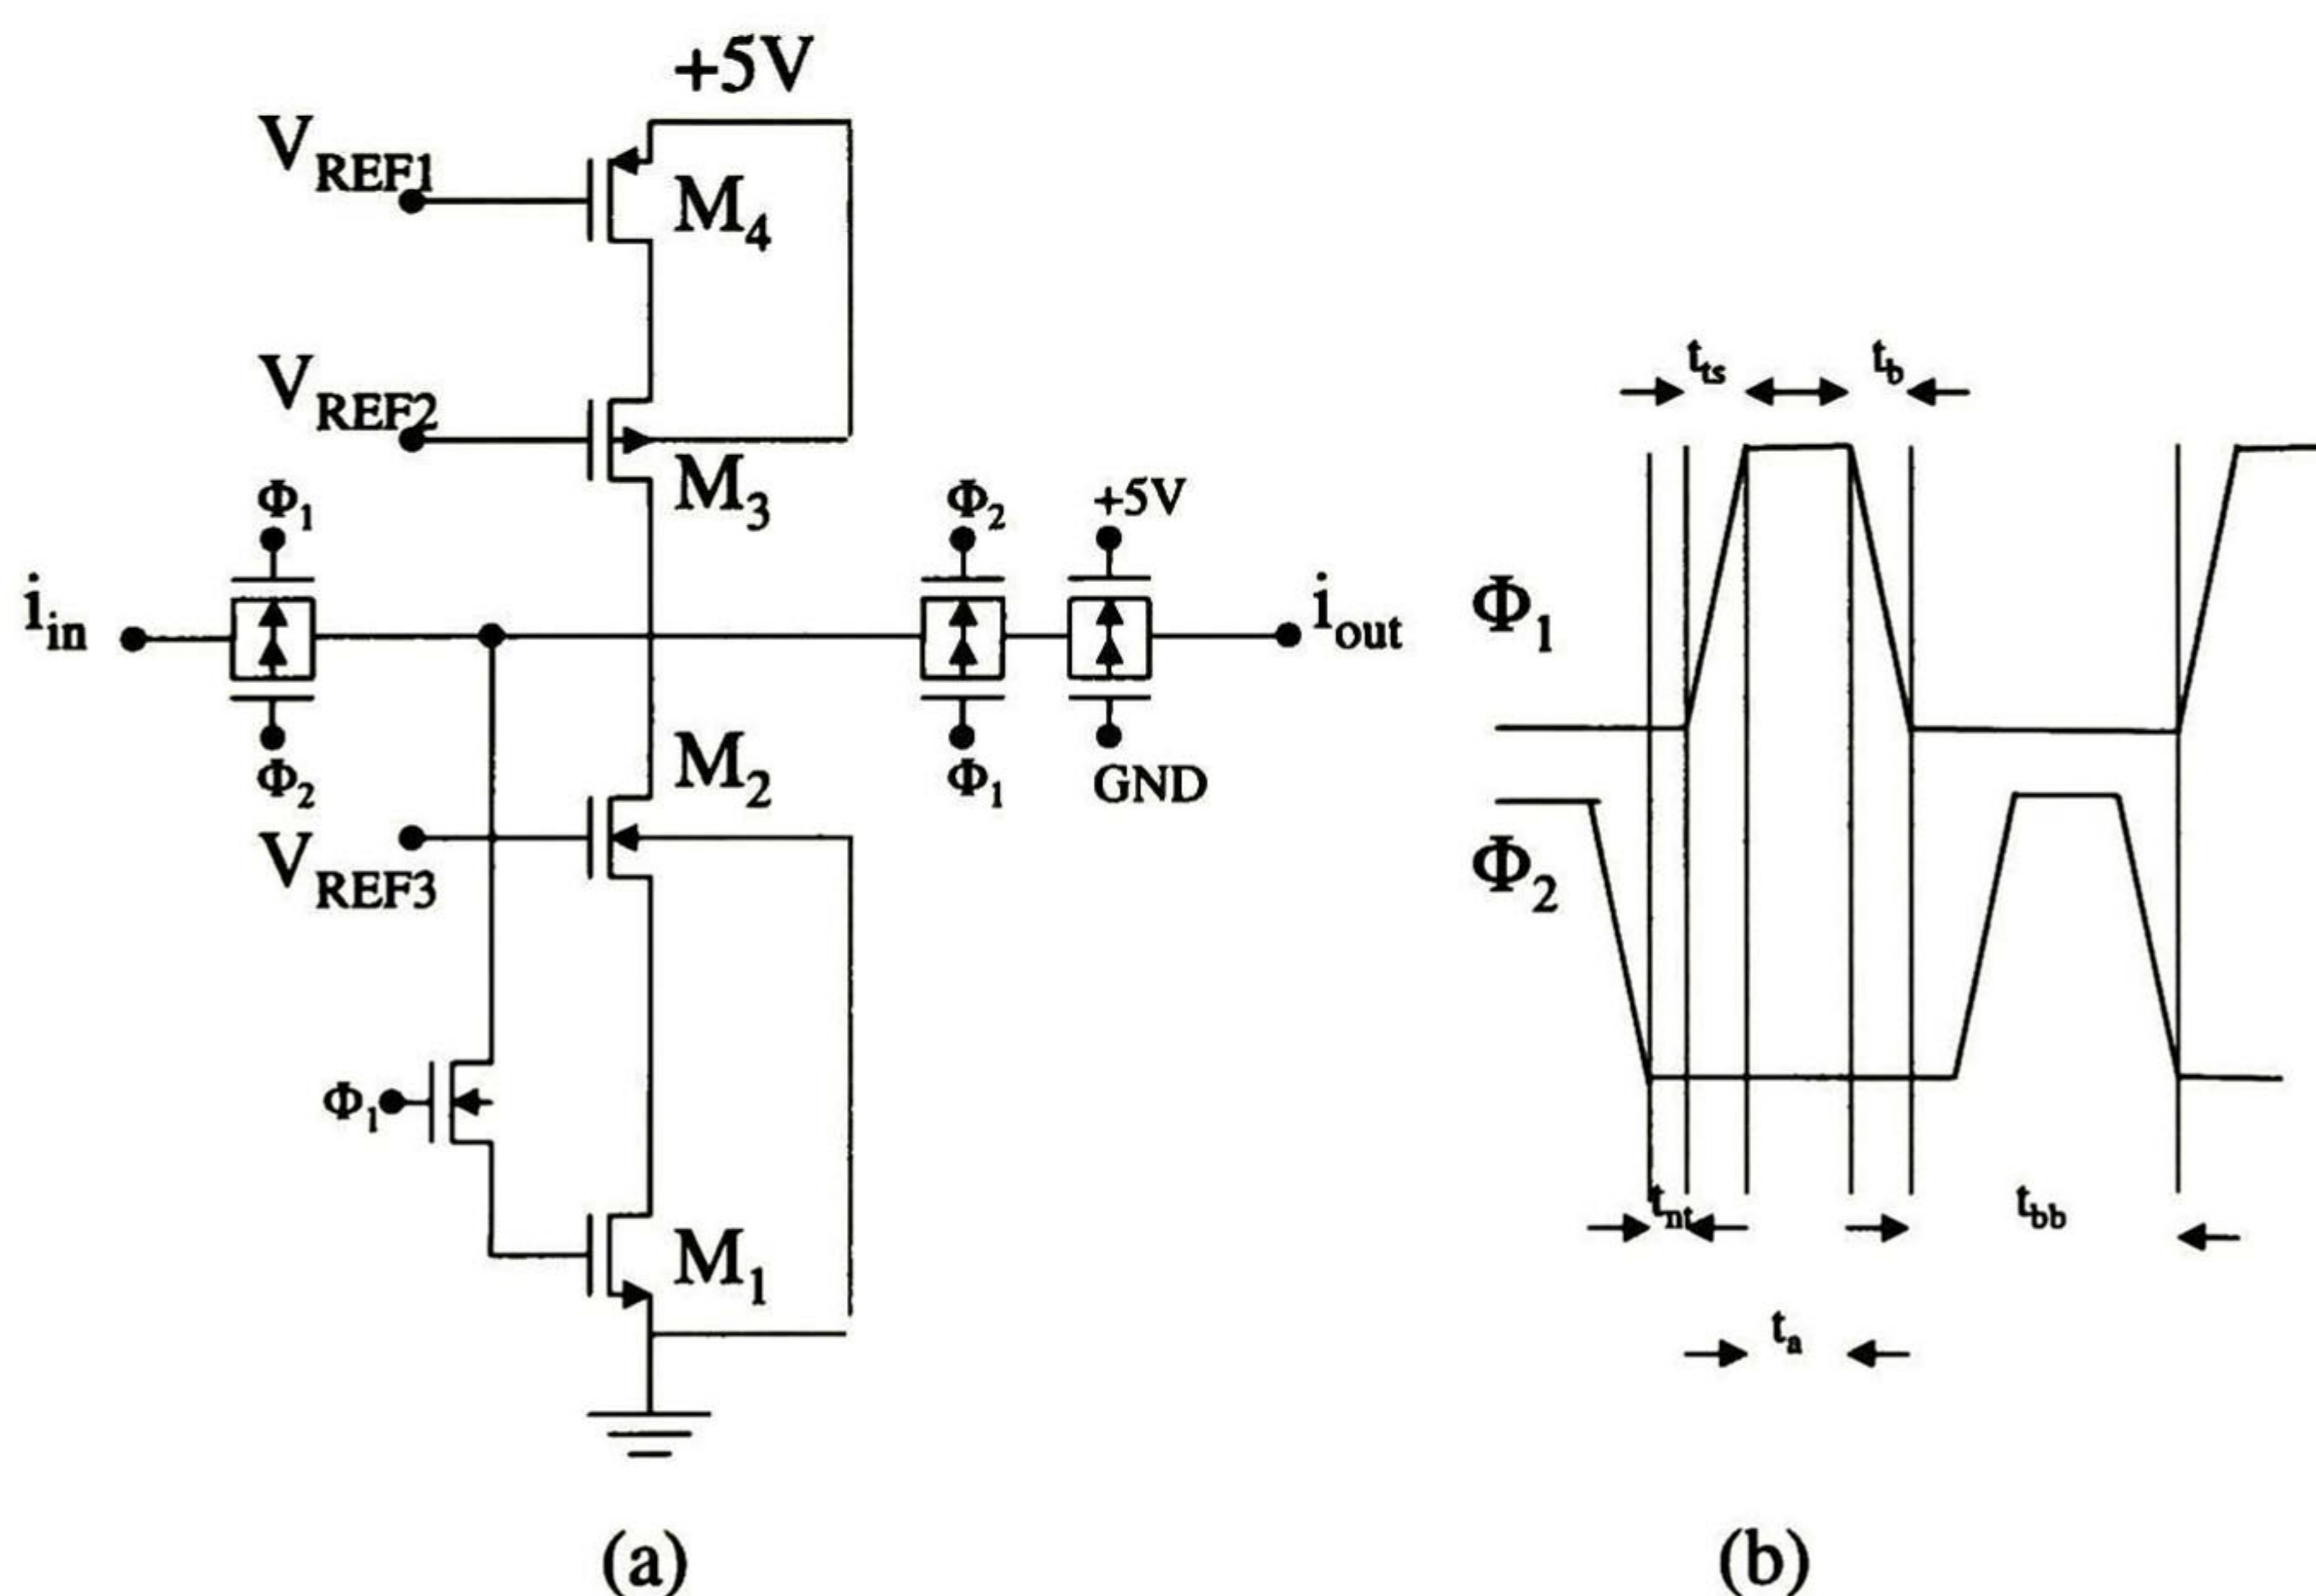 +5V
V_REF1
M_4
V_REF2
M_3
Φ_1
Φ_2
+5V
i_in
i_out
Φ_2
Φ_1
GND
M_2
V_REF3
Φ_1
M_1
(a)
t_ts
t_b
Φ_1
Φ_2
t_nt
t_bb
t_a
(b)